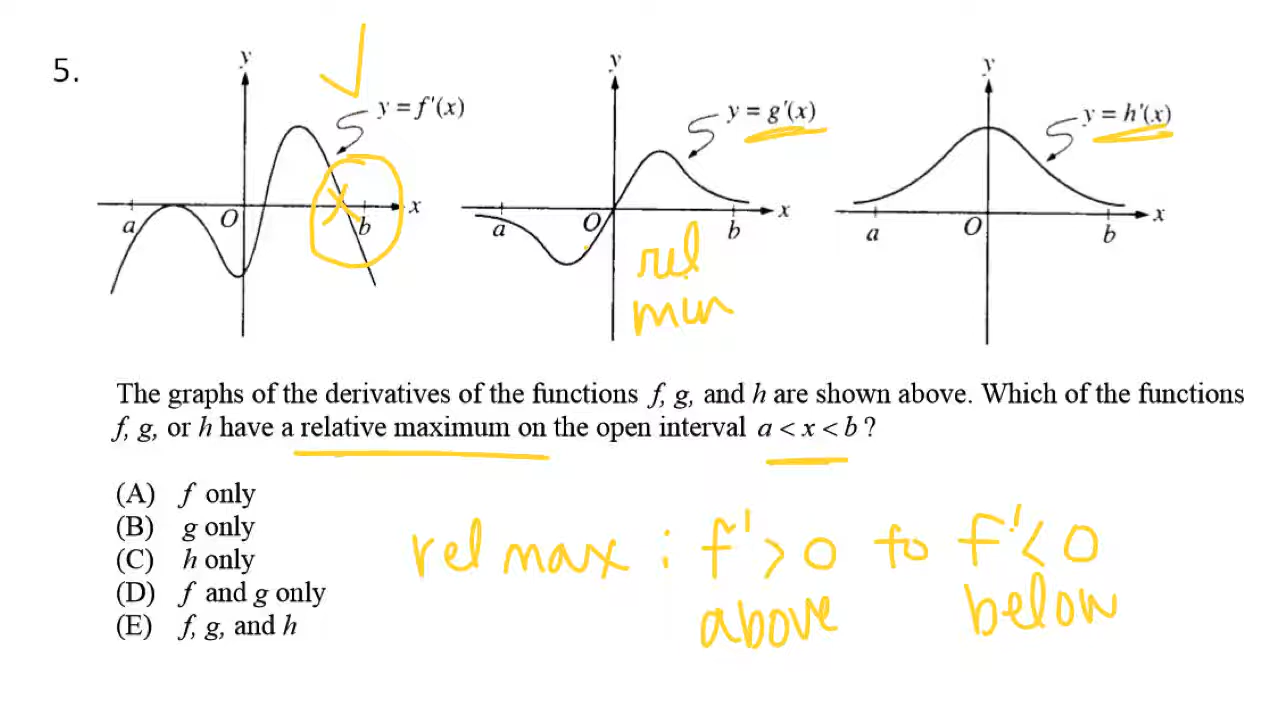 5.
y
y = f'(x)
a
O
b
x
y
y = g'(x)
a
O
b
x
rel
min
y
y = h'(x)
a
O
b
x
The graphs of the derivatives of the functions f, g, and h are shown above. Which of the functions
f, g, or h have a relative maximum on the open interval a < x < b ?
(A) f only
(B) g only
(C) h only
(D) f and g only
(E) f, g, and h
rel max : f' > 0 to f' < 0
above below